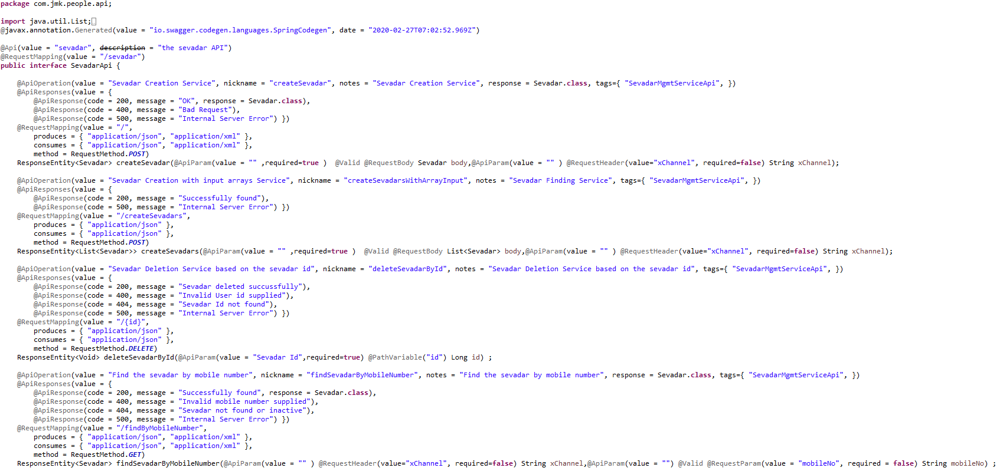 package com.jmk.people.api;
import java.util.List;
@javax.annotation.Generated(value = "io.swagger.codegen.languages.SpringCodegen", date = "2020-02-27T07:02:52.969Z")
@Api(value = "sevadar", description = "the sevadar API")
@RequestMapping(value = "/sevadar")
public interface SevadarApi {
@ApiOperation(value = "Sevadar Creation Service", nickname = "createSevadar", notes = "Sevadar Creation Service", response = Sevadar.class, tags={ "SevadarMgmtServiceApi", })
@ApiResponses(value = {
@ApiResponse(code = 200, message = "OK", response = Sevadar.class),
@ApiResponse(code = 400, message = "Bad Request"),
@ApiResponse(code = 500, message = "Internal Server Error") })
@RequestMapping(value = "/",
produces = { "application/json", "application/xml" },
consumes = { "application/json", "application/xml" },
method = RequestMethod.POST)
ResponseEntity<Sevadar> createSevadar(@ApiParam(value = "" ,required=true )  @Valid @RequestBody Sevadar body,@ApiParam(value = "" ) @RequestHeader(value="xChannel", required=false) String xChannel);
@ApiOperation(value = "Sevadar Creation with input arrays Service", nickname = "createSevadarsWithArrayInput", notes = "Sevadar Finding Service", tags={ "SevadarMgmtServiceApi", })
@ApiResponses(value = {
@ApiResponse(code = 200, message = "Successfully found"),
@ApiResponse(code = 500, message = "Internal Server Error") })
@RequestMapping(value = "/createSevadars",
produces = { "application/json" },
consumes = { "application/json" },
method = RequestMethod.POST)
ResponseEntity<List<Sevadar>> createSevadars(@ApiParam(value = "" ,required=true )  @Valid @RequestBody List<Sevadar> body,@ApiParam(value = "" ) @RequestHeader(value="xChannel", required=false) String xChannel);
@ApiOperation(value = "Sevadar Deletion Service based on the sevadar id", nickname = "deleteSevadarById", notes = "Sevadar Deletion Service based on the sevadar id", tags={ "SevadarMgmtServiceApi", })
@ApiResponses(value = {
@ApiResponse(code = 200, message = "Sevadar deleted succussfully"),
@ApiResponse(code = 400, message = "Invalid User id supplied"),
@ApiResponse(code = 404, message = "Sevadar Id not found"),
@ApiResponse(code = 500, message = "Internal Server Error") })
@RequestMapping(value = "/{id}",
produces = { "application/json" },
consumes = { "application/json" },
method = RequestMethod.DELETE)
ResponseEntity<Void> deleteSevadarById(@ApiParam(value = "Sevadar Id",required=true) @PathVariable("id") Long id) ;
@ApiOperation(value = "Find the sevadar by mobile number", nickname = "findSevadarByMobileNumber", notes = "Find the sevadar by mobile number", response = Sevadar.class, tags={ "SevadarMgmtServiceApi", })
@ApiResponses(value = {
@ApiResponse(code = 200, message = "Successfully found", response = Sevadar.class),
@ApiResponse(code = 400, message = "Invalid mobile number supplied"),
@ApiResponse(code = 404, message = "Sevadar not found or inactive"),
@ApiResponse(code = 500, message = "Internal Server Error") })
@RequestMapping(value = "/findByMobileNumber",
produces = { "application/json", "application/xml" },
consumes = { "application/json", "application/xml" },
method = RequestMethod.GET)
ResponseEntity<Sevadar> findSevadarByMobileNumber(@ApiParam(value = "" ) @RequestHeader(value="xChannel", required=false) String xChannel,@ApiParam(value = "") @Valid @RequestParam(value = "mobileNo", required = false) String mobileNo) ;